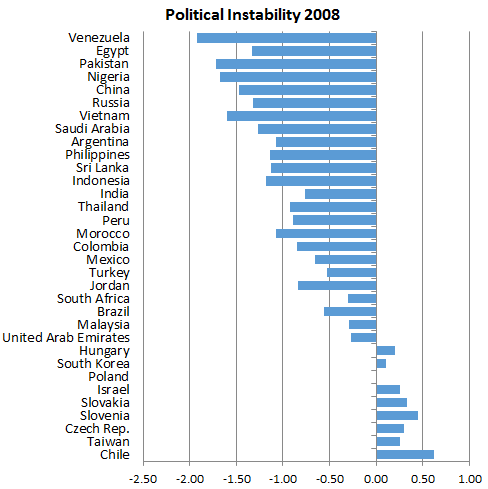 Political Instability 2008
Venezuela
Egypt
Pakistan
Nigeria
China
Russia
Vietnam
Saudi Arabia
Argentina
Philippines
Sri Lanka
Indonesia
India
Thailand
Peru
Morocco
Colombia
Mexico
Turkey
Jordan
South Africa
Brazil
Malaysia
United Arab Emirates
Hungary
South Korea
Poland
Israel
Slovakia
Slovenia
Czech Rep.
Taiwan
Chile
-2.50 -2.00 -1.50 -1.00 -0.50 0.00 0.50 1.00